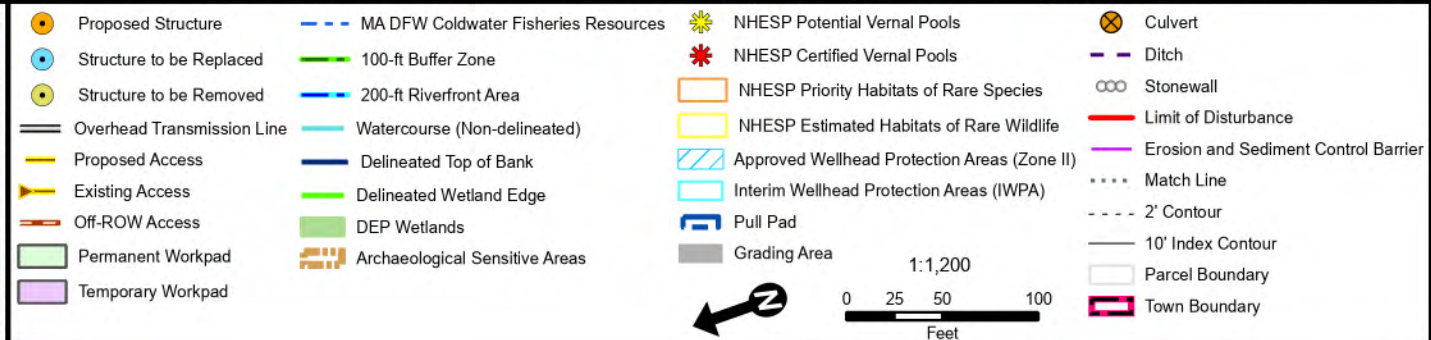 Proposed Structure
Structure to be Replaced
Structure to be Removed
Overhead Transmission Line
Proposed Access
Existing Access
Off-ROW Access
Permanent Workpad
Temporary Workpad
MA DFW Coldwater Fisheries Resources
100-ft Buffer Zone
200-ft Riverfront Area
Watercourse (Non-delineated)
Delineated Top of Bank
Delineated Wetland Edge
DEP Wetlands
Archaeological Sensitive Areas
NHESP Potential Vernal Pools
NHESP Certified Vernal Pools
NHESP Priority Habitats of Rare Species
NHESP Estimated Habitats of Rare Wildlife
Approved Wellhead Protection Areas (Zone II)
Interim Wellhead Protection Areas (IWPA)
Pull Pad
Grading Area
1:1,200
N
0 25 50 100
Feet
Culvert
Ditch
Stonewall
Limit of Disturbance
Erosion and Sediment Control Barrier
Match Line
2' Contour
10' Index Contour
Parcel Boundary
Town Boundary